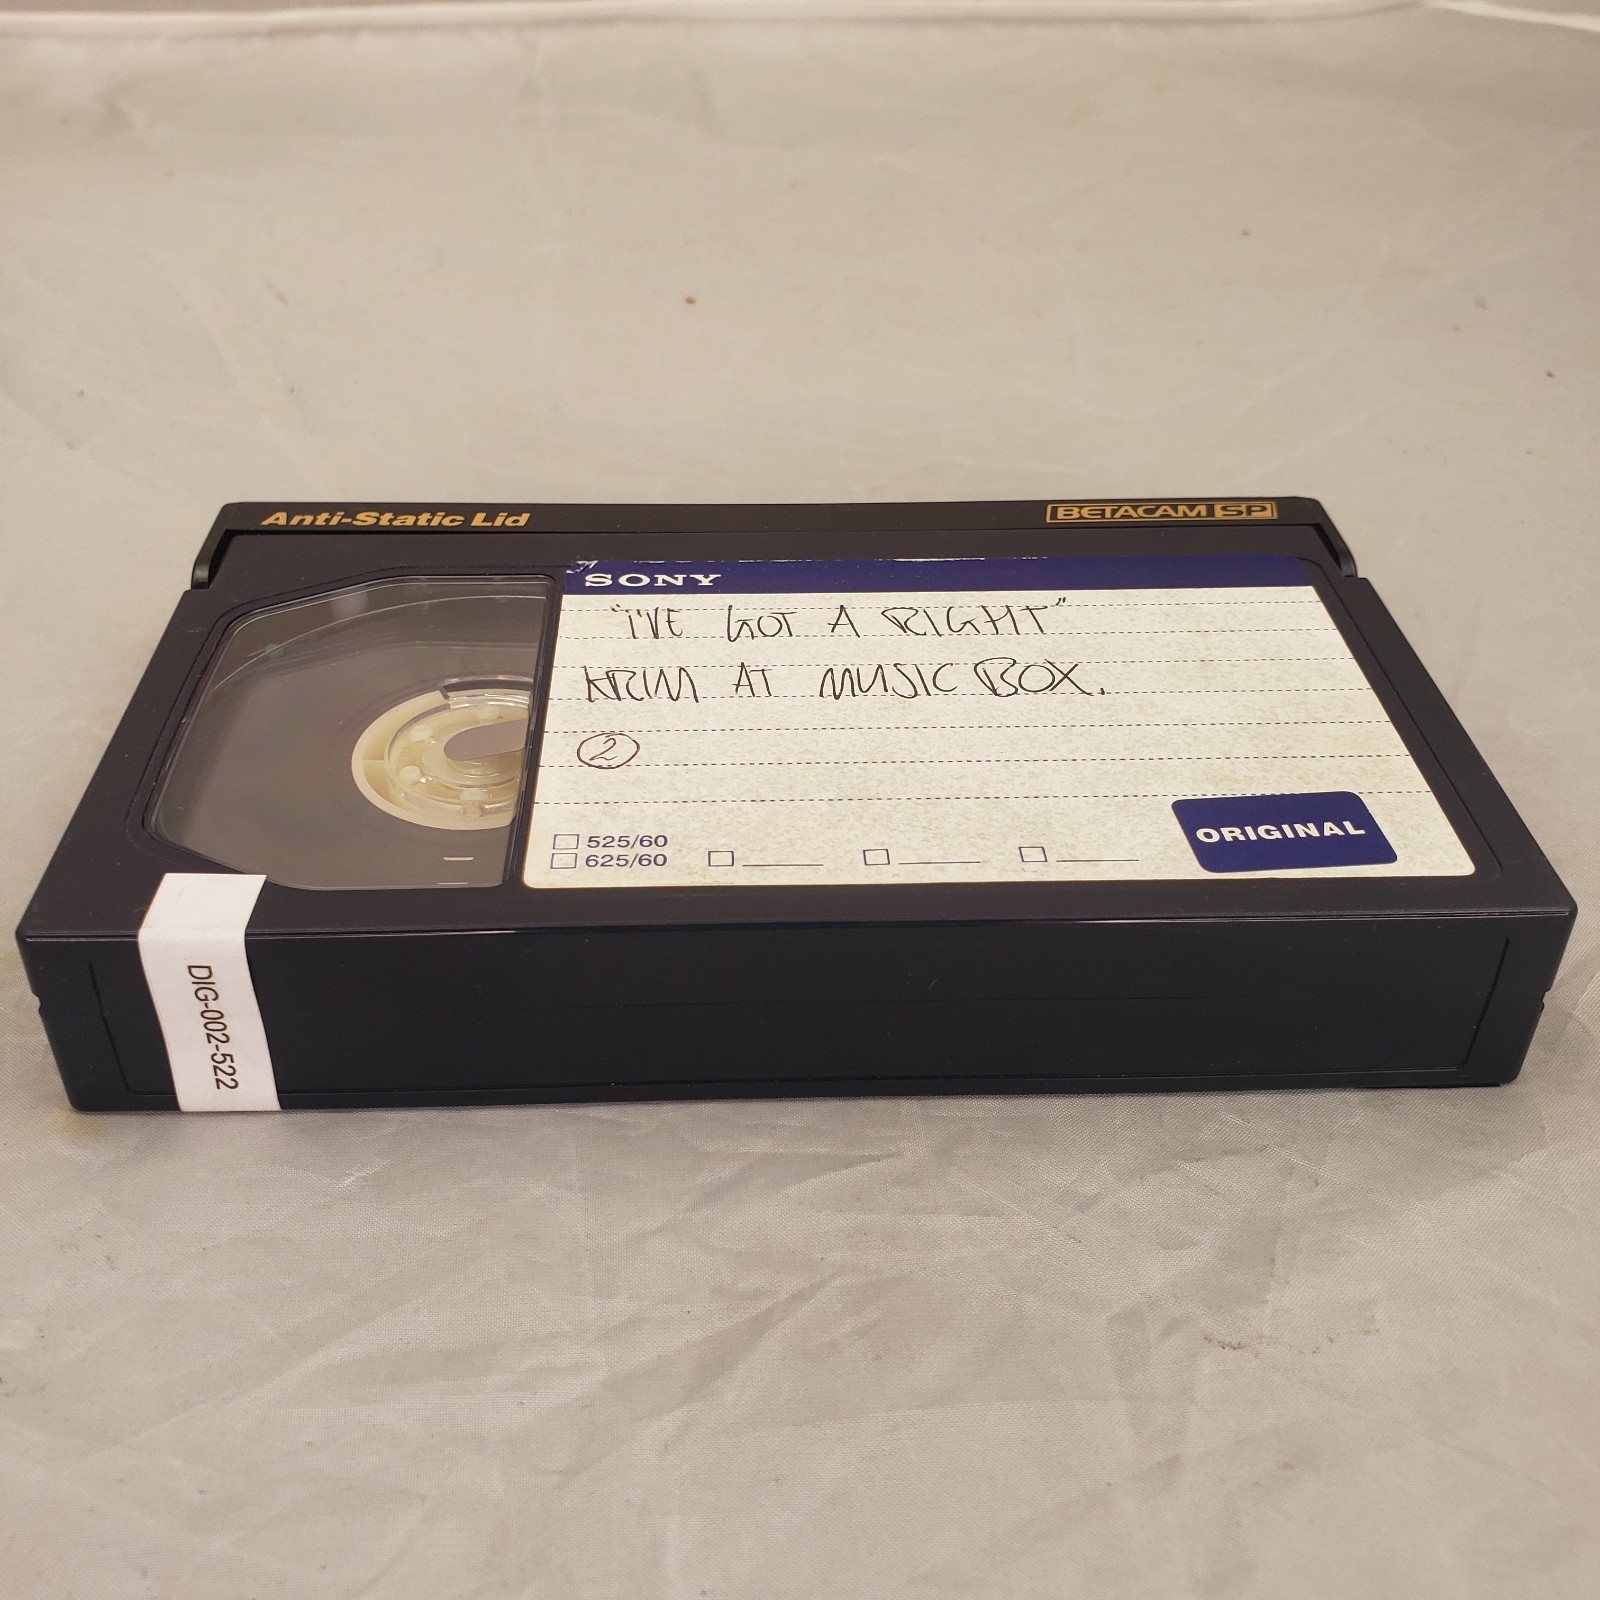 Anti-Static Lid
BETACAM SP
SONY
"I'VE GOT A RIGHT"
KRIM AT MUSIC BOX.
2
525/60
625/60
ORIGINAL
DIG-002-522